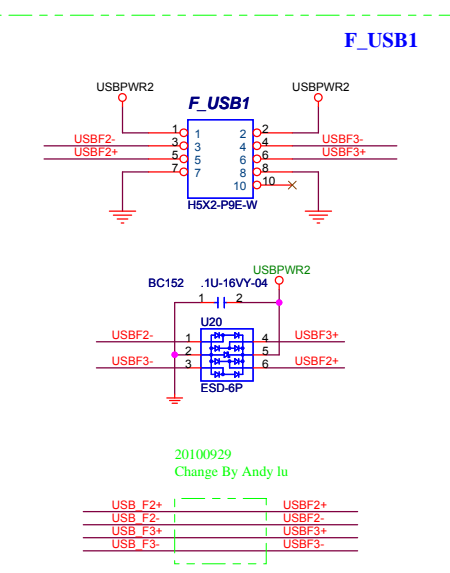 F_USB1
USBPWR2 USBPWR2
F_USB1
1 1 2 2
USBF2- 3 3 4 4 USBF3-
USBF2+ 5 5 6 6 USBF3+
7 7 8 8
10 10
H5X2-P9E-W
USBPWR2
BC152 .1U-16VY-04
1 2
U20
USBF2- 1 4 USBF3+
2 5
USBF3- 3 6 USBF2+
ESD-6P
20100929
Change By Andy lu
USB_F2+ USBF2+
USB_F2- USBF2-
USB_F3+ USBF3+
USB_F3- USBF3-